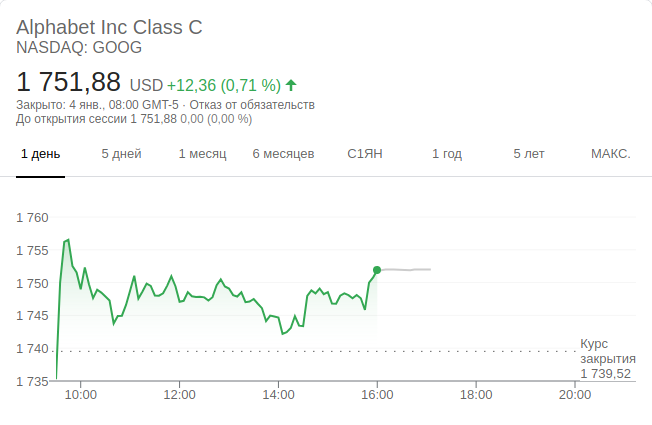 Alphabet Inc Class C
NASDAQ: GOOG
1 751,88 USD +12,36 (0,71 %)
Закрыто: 4 янв., 08:00 GMT-5 · Отказ от обязательств
До открытия сессии 1 751,88 0,00 (0,00 %)
1 день 5 дней 1 месяц 6 месяцев С1ЯН 1 год 5 лет МАКС.
1 760
1 755
1 750
1 745
1 740
1 735
Курс
закрытия
1 739,52
10:00 12:00 14:00 16:00 18:00 20:00